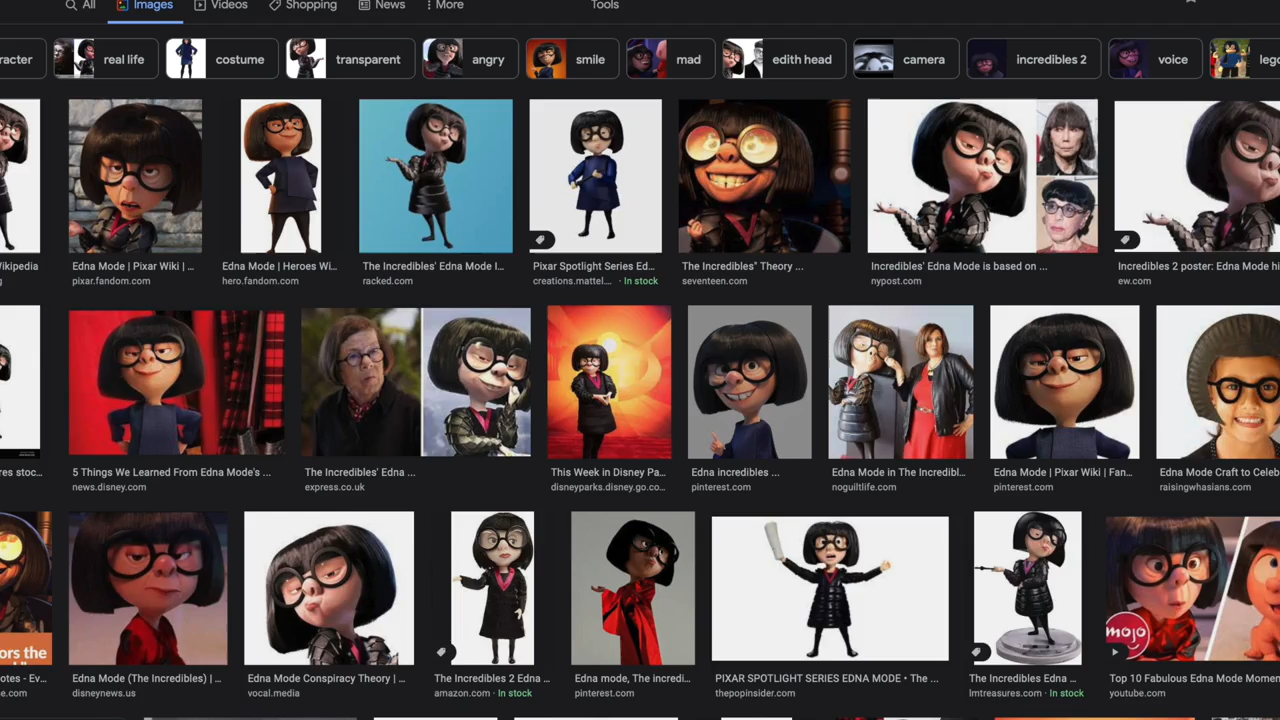 All Images Videos Shopping News More Tools
racter real life costume transparent angry smile mad edith head camera incredibles 2 voice lego
Wikipedia Edna Mode | Pixar Wiki | ... Edna Mode | Heroes Wi... The Incredibles' Edna Mode I... Pixar Spotlight Series Ed... The Incredibles" Theory ... Incredibles' Edna Mode is based on ... Incredibles 2 poster: Edna Mode hi
g pixar.fandom.com hero.fandom.com racked.com creations.mattel.... · In stock seventeen.com nypost.com ew.com
res stoc... 5 Things We Learned From Edna Mode's ... The Incredibles' Edna ... This Week in Disney Pa... Edna incredibles ... Edna Mode in The Incredibl... Edna Mode | Pixar Wiki | Fan... Edna Mode Craft to Celeb
news.disney.com express.co.uk disneyparks.disney.go.co... pinterest.com noguiltlife.com pinterest.com raisingwhasians.com
mojo
ors the
otes - Ev... Edna Mode (The Incredibles) | ... Edna Mode Conspiracy Theory | ... The Incredibles 2 Edna ... Edna mode, The incredi... PIXAR SPOTLIGHT SERIES EDNA MODE • The ... The Incredibles Edna ... Top 10 Fabulous Edna Mode Momen
e.com disneynews.us vocal.media amazon.com · In stock pinterest.com thepopinsider.com lmtreasures.com · In stock youtube.com